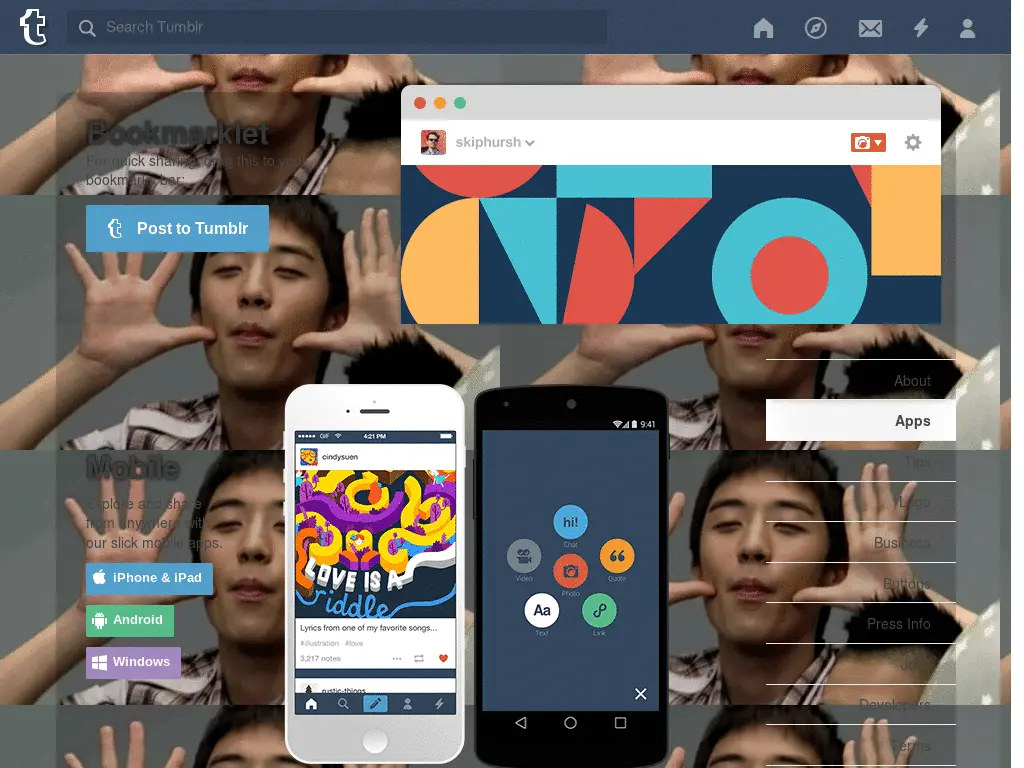 Search Tumblr
Bookmarklet
For quick sharing, drag this to your
bookmarks bar:
Post to Tumblr
skiphursh
About
Apps
Tips
Logo
Business
Buttons
Press Info
Developers
Terms
Mobile
Explore and share
from anywhere with
our slick mobile apps.
iPhone & iPad
Android
Windows
GIF 4:21 PM
cindysuen
LOVE IS A
riddle
Lyrics from one of my favorite songs...
#illustration #love
3,217 notes
rustic-things
9:41
hi!
Chat
Video
Quote
Photo
Aa
Text
Link